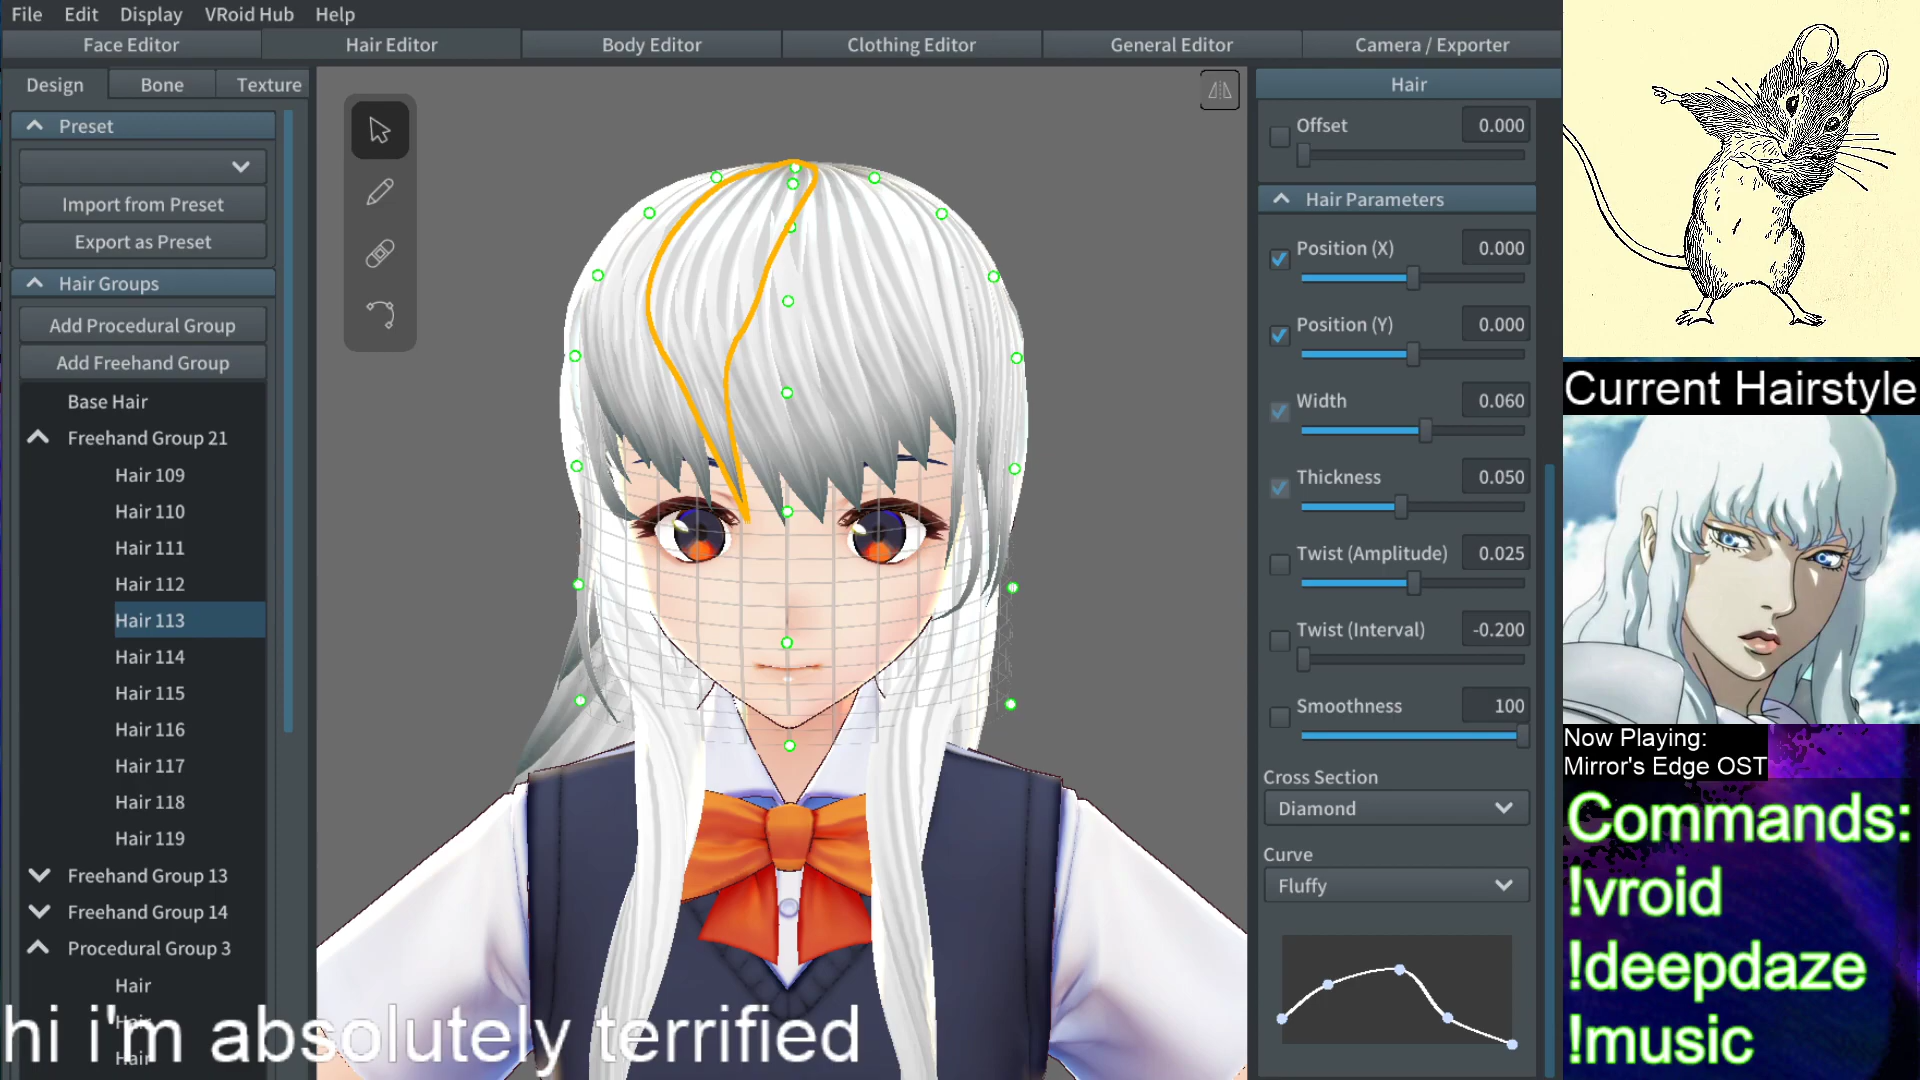 File Edit Display VRoid Hub Help
Face Editor Hair Editor Body Editor Clothing Editor General Editor Camera / Exporter
Design Bone Texture
Preset
Import from Preset
Export as Preset
Hair Groups
Add Procedural Group
Add Freehand Group
Base Hair
Freehand Group 21
Hair 109
Hair 110
Hair 111
Hair 112
Hair 113
Hair 114
Hair 115
Hair 116
Hair 117
Hair 118
Hair 119
Freehand Group 13
Freehand Group 14
Procedural Group 3
Hair
Hair
Hair
hi i'm absolutely terrified
Hair
Offset 0.000
Hair Parameters
Position (X) 0.000
Position (Y) 0.000
Width 0.060
Thickness 0.050
Twist (Amplitude) 0.025
Twist (Interval) -0.200
Smoothness 100
Cross Section
Diamond
Curve
Fluffy
Current Hairstyle
Now Playing:
Mirror's Edge OST
Commands:
!vroid
!deepdaze
!music